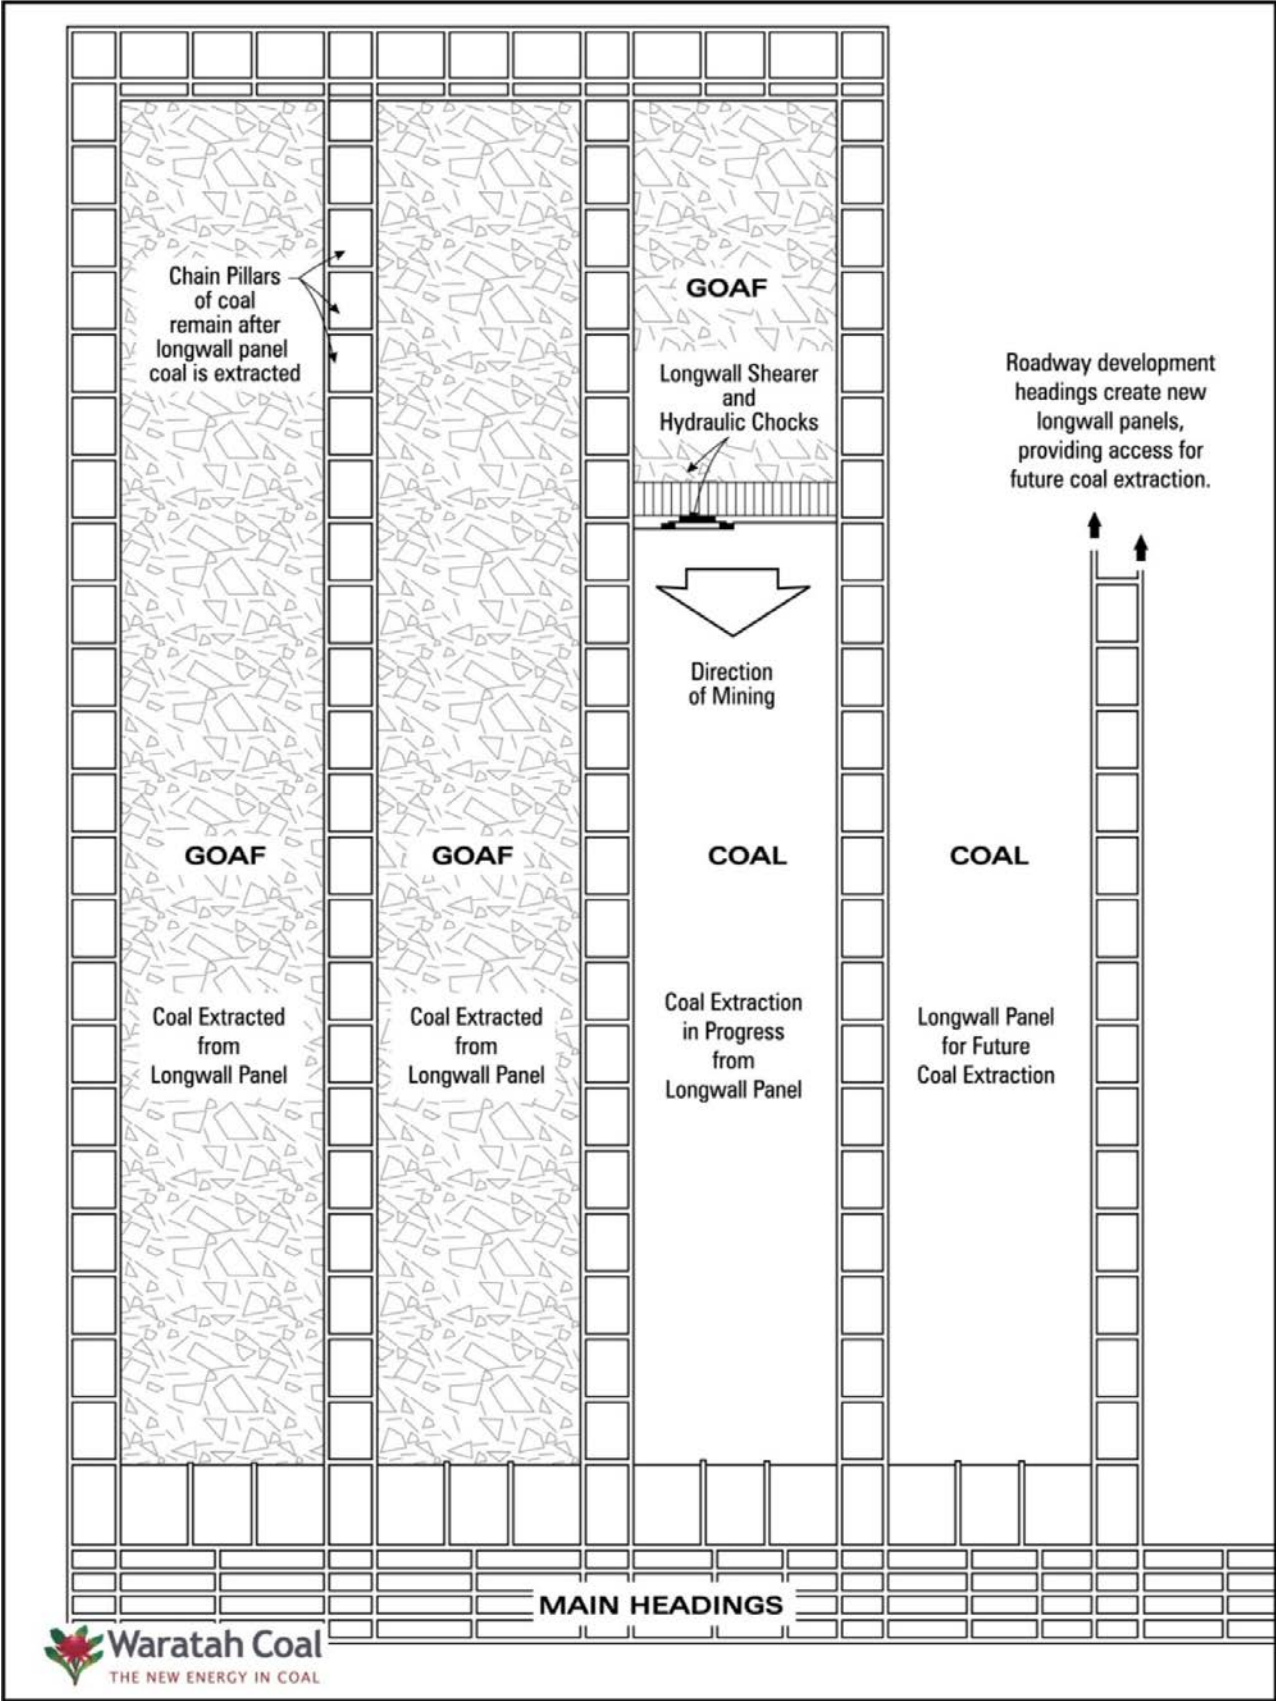 Chain Pillars
of coal
remain after
longwall panel
coal is extracted
GOAF
Longwall Shearer
and
Hydraulic Chocks
Roadway development
headings create new
longwall panels,
providing access for
future coal extraction.
Direction
of Mining
GOAF
GOAF
COAL
COAL
Coal Extracted
from
Longwall Panel
Coal Extracted
from
Longwall Panel
Coal Extraction
in Progress
from
Longwall Panel
Longwall Panel
for Future
Coal Extraction
MAIN HEADINGS
Waratah Coal
THE NEW ENERGY IN COAL